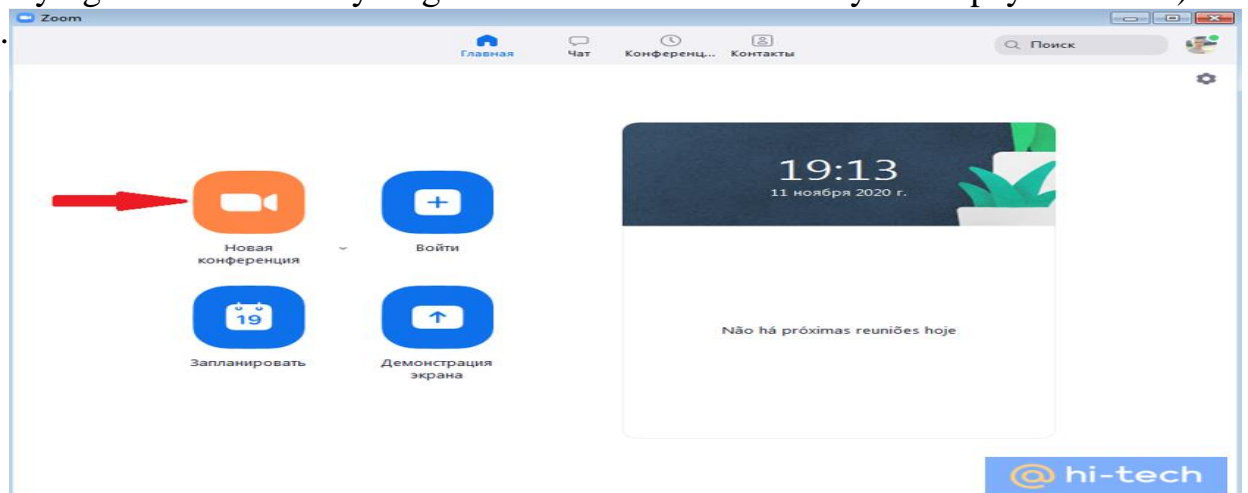 Zoom
Главная
Чат
Конференц...
Контакты
Поиск
19:13
11 ноября 2020 г.
Новая
конференция
Войти
19
Запланировать
Демонстрация
экрана
Não há próximas reuniões hoje
@ hi-tech